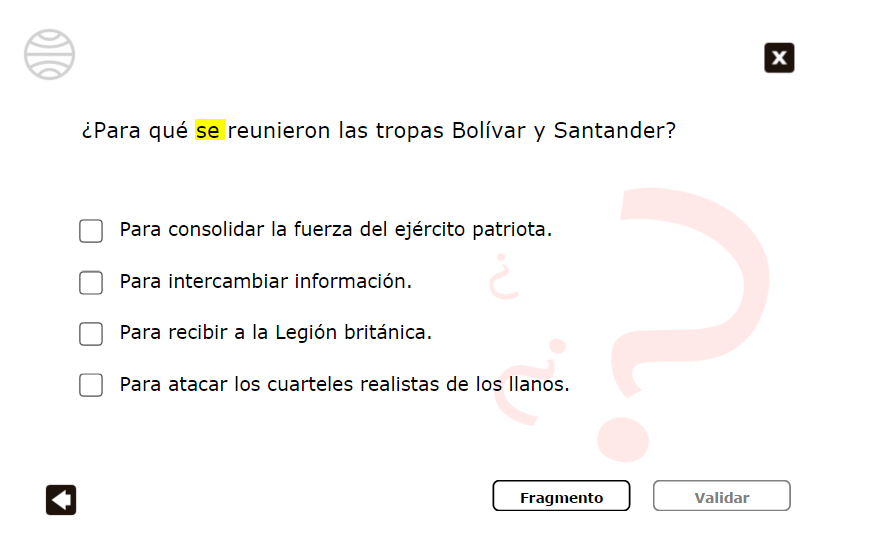 ¿Para qué se reunieron las tropas Bolívar y Santander?
Para consolidar la fuerza del ejército patriota.
Para intercambiar información.
Para recibir a la Legión británica.
Para atacar los cuarteles realistas de los llanos.
Fragmento
Validar